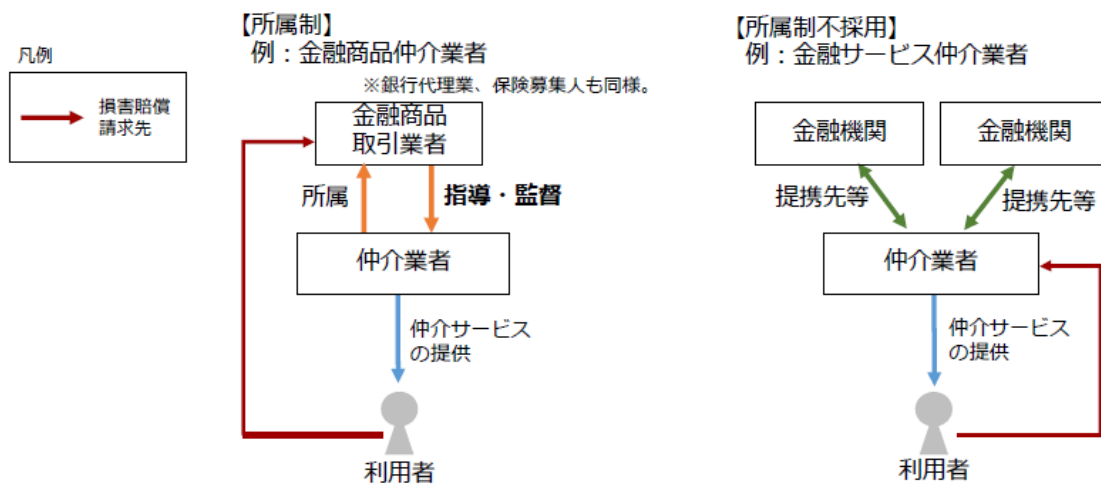 凡例
損害賠償
請求先
【所属制】
例：金融商品仲介業者
※銀行代理業、保険募集人も同様。
金融商品
取引業者
所属
指導・監督
仲介業者
仲介サービス
の提供
利用者
【所属制不採用】
例：金融サービス仲介業者
金融機関
金融機関
提携先等
提携先等
仲介業者
仲介サービス
の提供
利用者